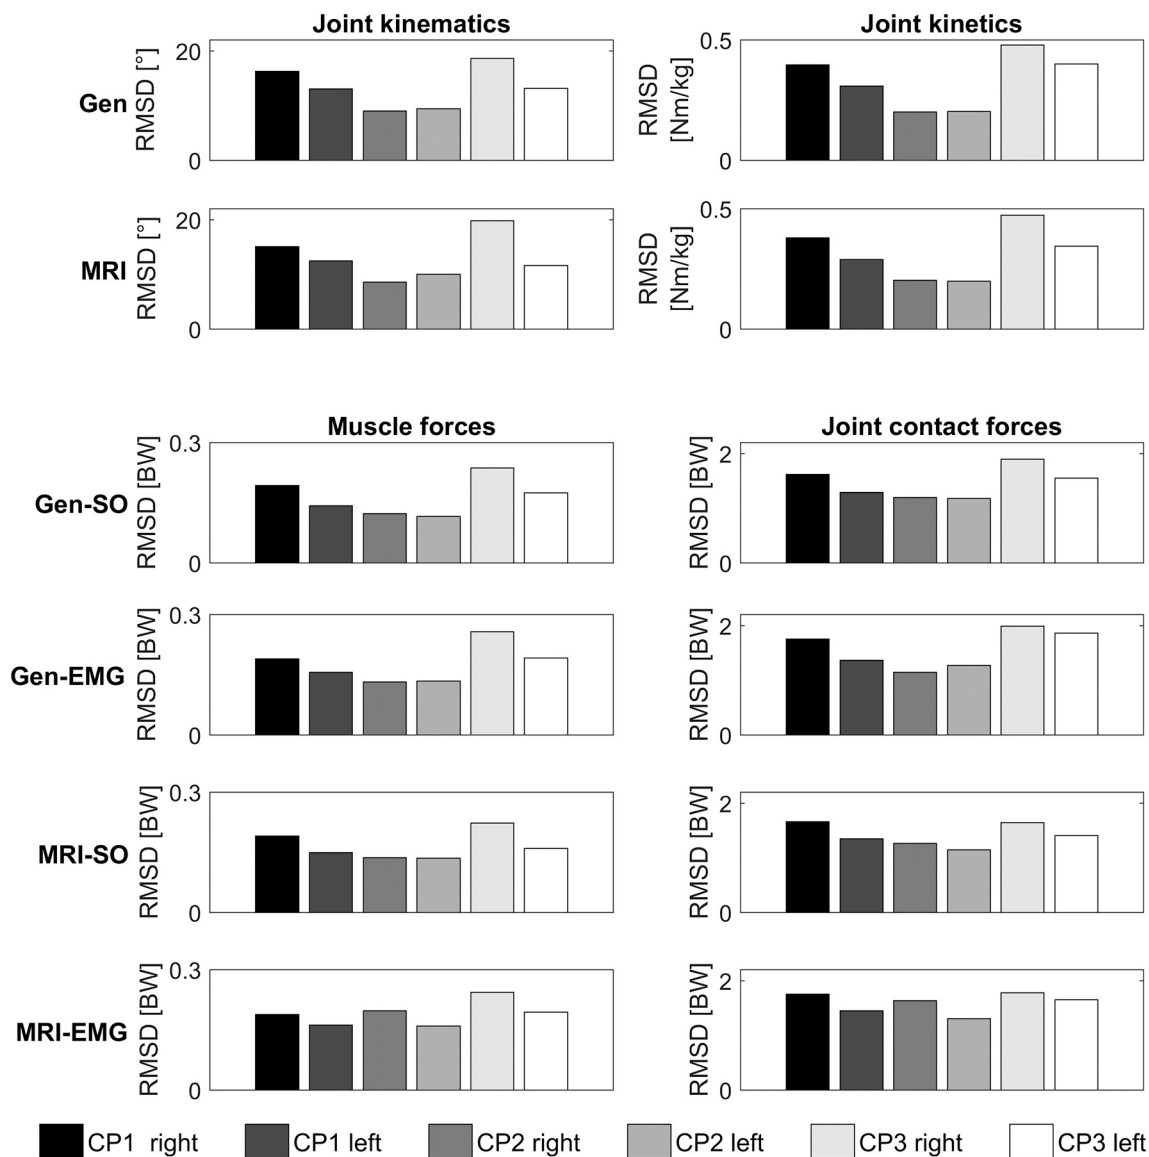 Joint kinematics
Joint kinetics
Gen
RMSD [°]
20
0
RMSD
[Nm/kg]
0.5
0
MRI
RMSD [°]
20
0
RMSD
[Nm/kg]
0.5
0
Muscle forces
Joint contact forces
Gen-SO
RMSD [BW]
0.3
0
RMSD [BW]
2
0
Gen-EMG
RMSD [BW]
0.3
0
RMSD [BW]
2
0
MRI-SO
RMSD [BW]
0.3
0
RMSD [BW]
2
0
MRI-EMG
RMSD [BW]
0.3
0
RMSD [BW]
2
0
CP1 right CP1 left CP2 right CP2 left CP3 right CP3 left